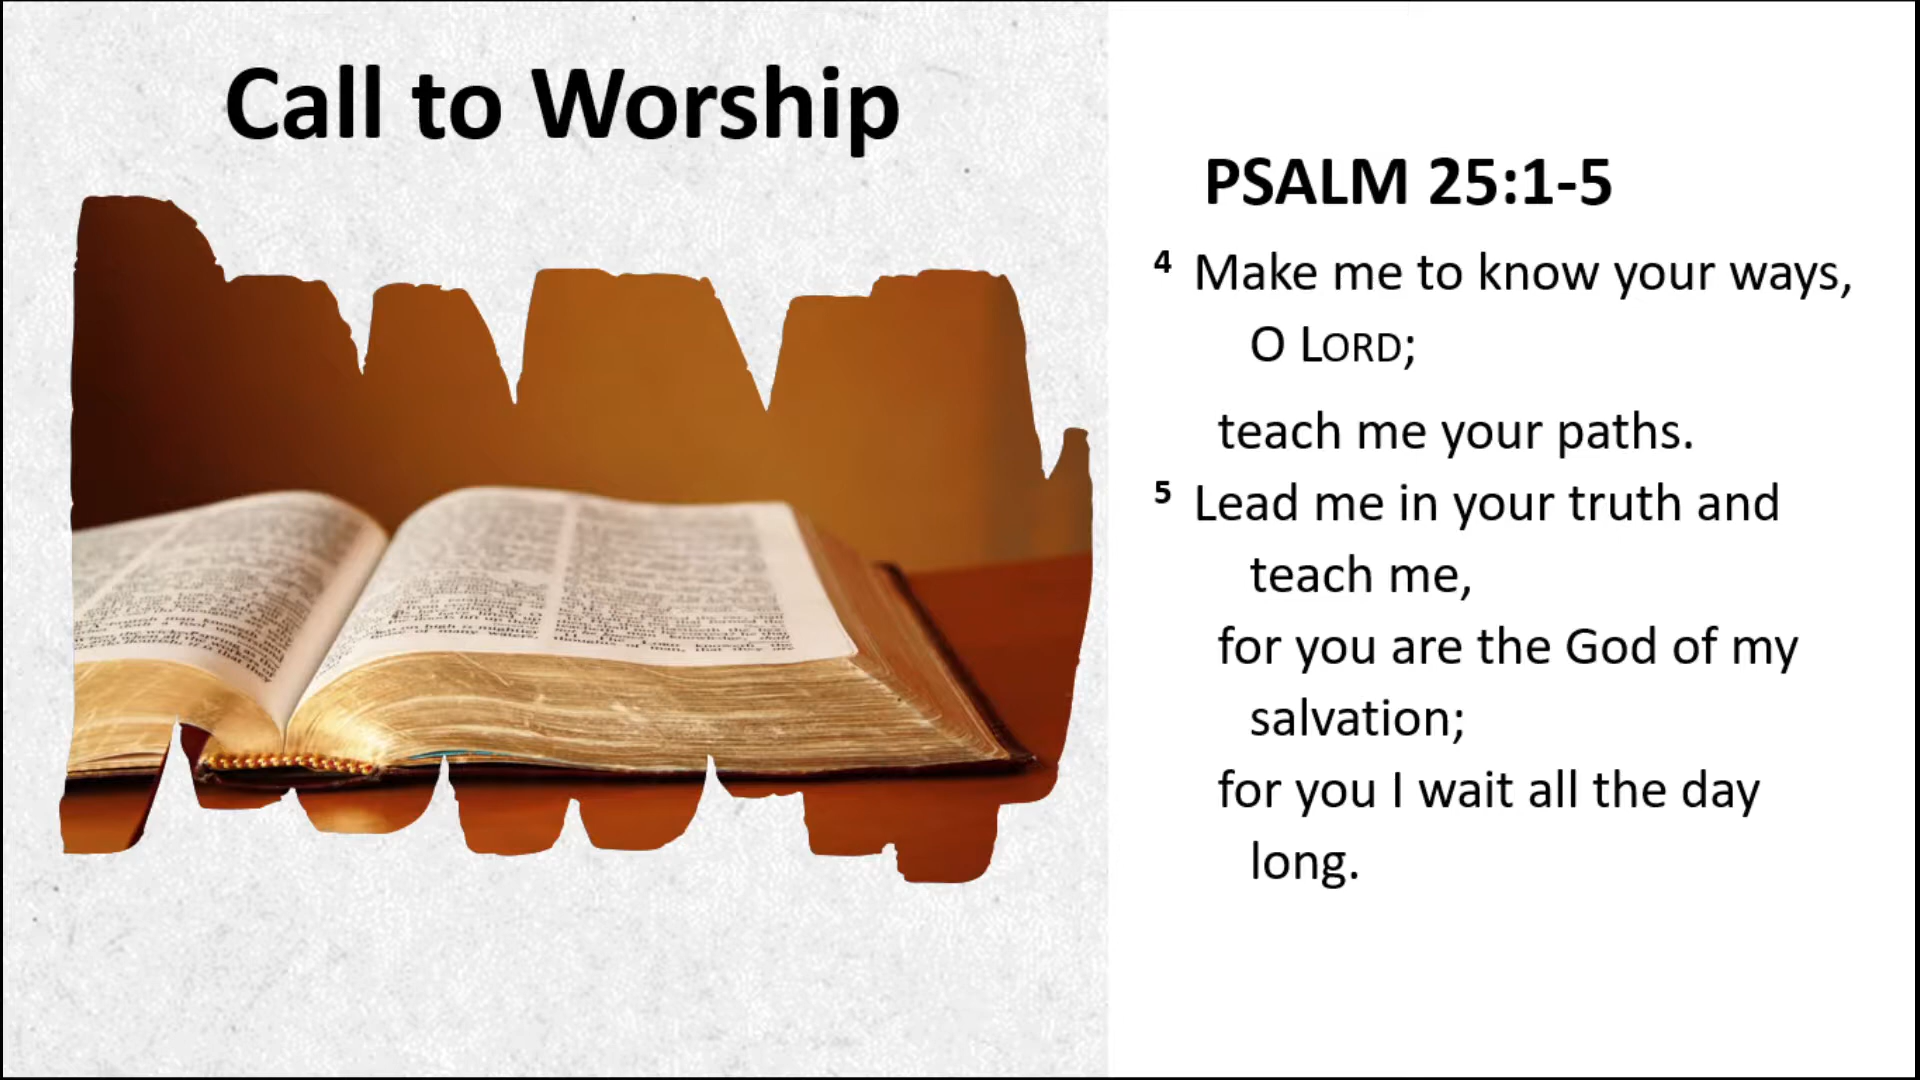 Call to Worship
PSALM 25:1-5
4 Make me to know your ways,
O LORD;
teach me your paths.
5 Lead me in your truth and
teach me,
for you are the God of my
salvation;
for you I wait all the day
long.